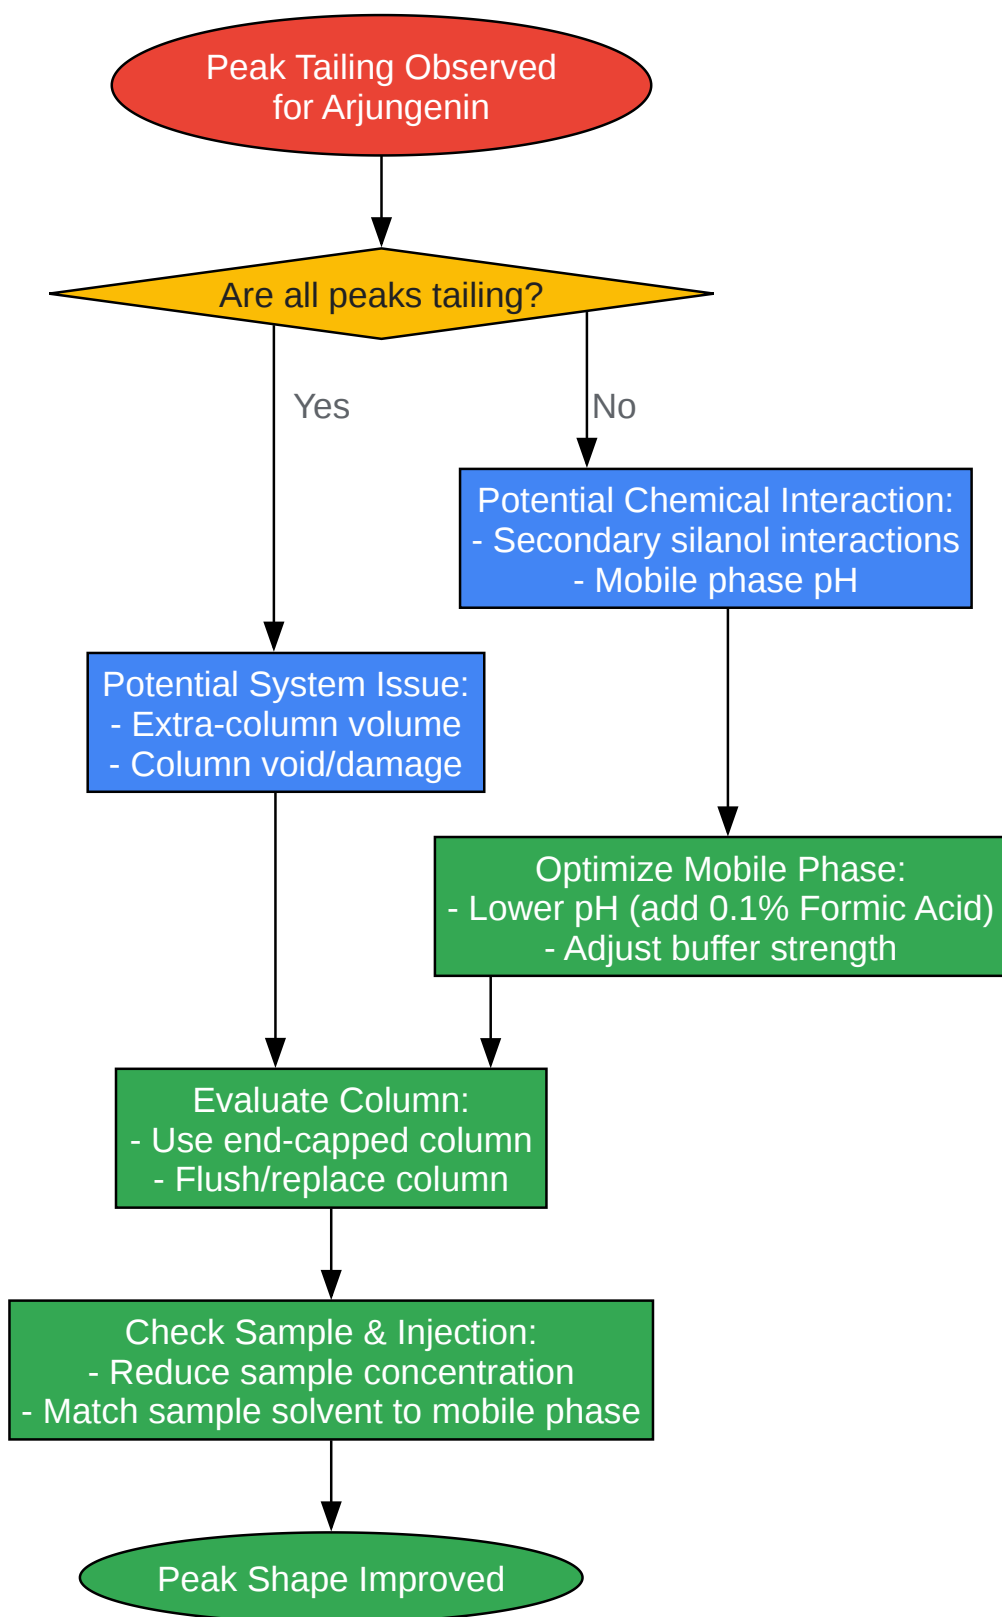 Peak Tailing Observed
for Arjungenin
Are all peaks tailing?
Yes
No
Potential Chemical Interaction:
- Secondary silanol interactions
- Mobile phase pH
Potential System Issue:
- Extra-column volume
- Column void/damage
Optimize Mobile Phase:
- Lower pH (add 0.1% Formic Acid)
- Adjust buffer strength
Evaluate Column:
- Use end-capped column
- Flush/replace column
Check Sample & Injection:
- Reduce sample concentration
- Match sample solvent to mobile phase
Peak Shape Improved